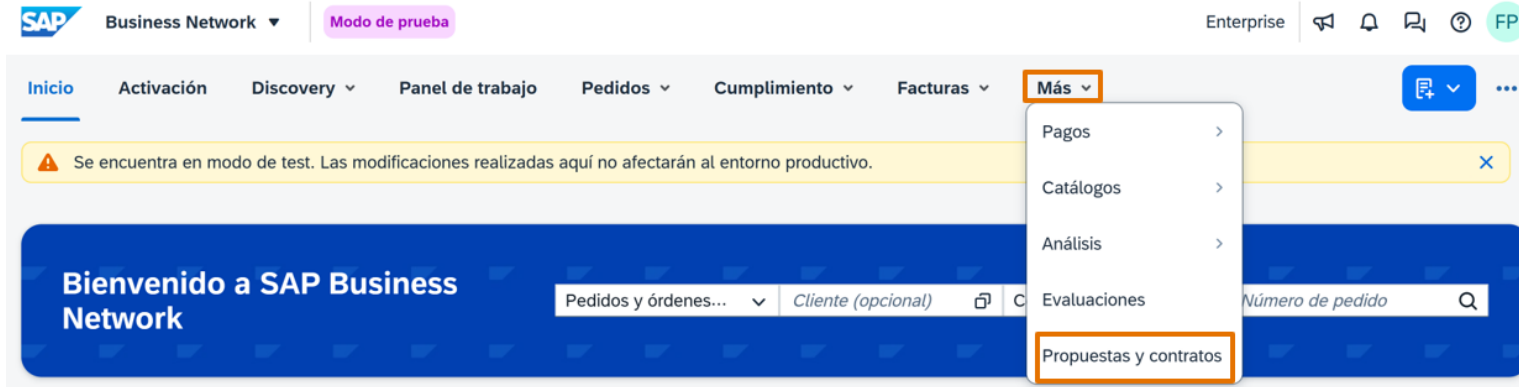 SAP Business Network Modo de prueba Enterprise FP
Inicio Activación Discovery Panel de trabajo Pedidos Cumplimiento Facturas Más
Pagos
Se encuentra en modo de test. Las modificaciones realizadas aquí no afectarán al entorno productivo.
Catálogos
Análisis
Bienvenido a SAP Business
Network
Pedidos y órdenes... Cliente (opcional) C Evaluaciones Número de pedido
Propuestas y contratos